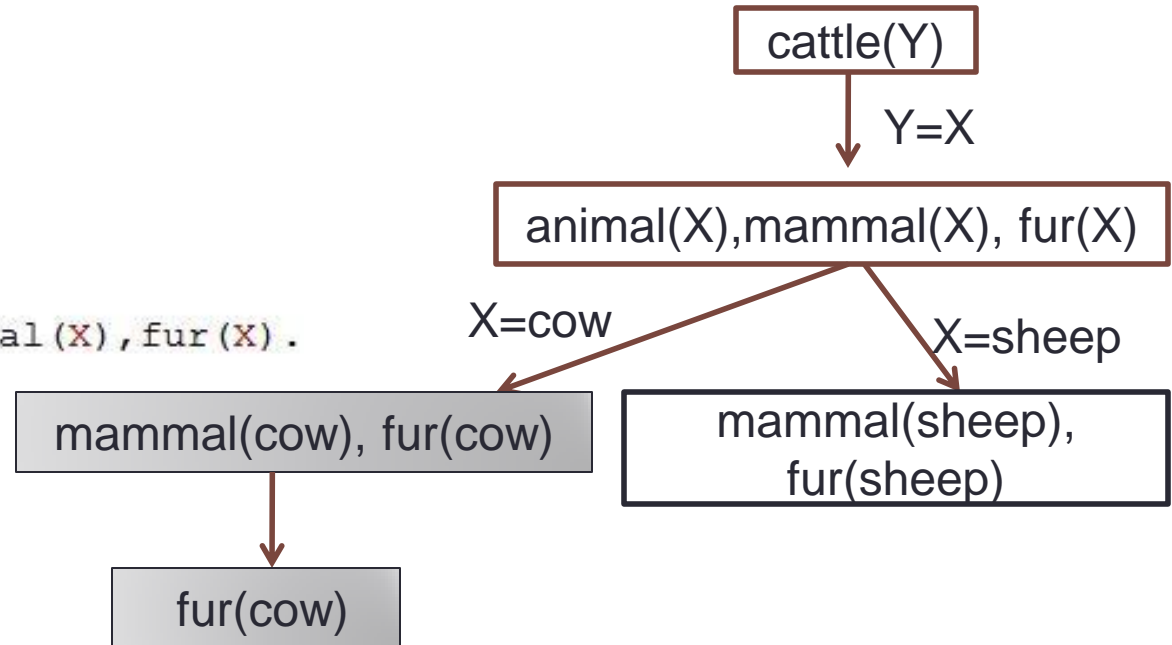 cattle(Y)
Y=X
animal(X),mammal(X), fur(X)
X=cow
X=sheep
al(X),fur(X).
mammal(cow), fur(cow)
mammal(sheep),
fur(sheep)
fur(cow)